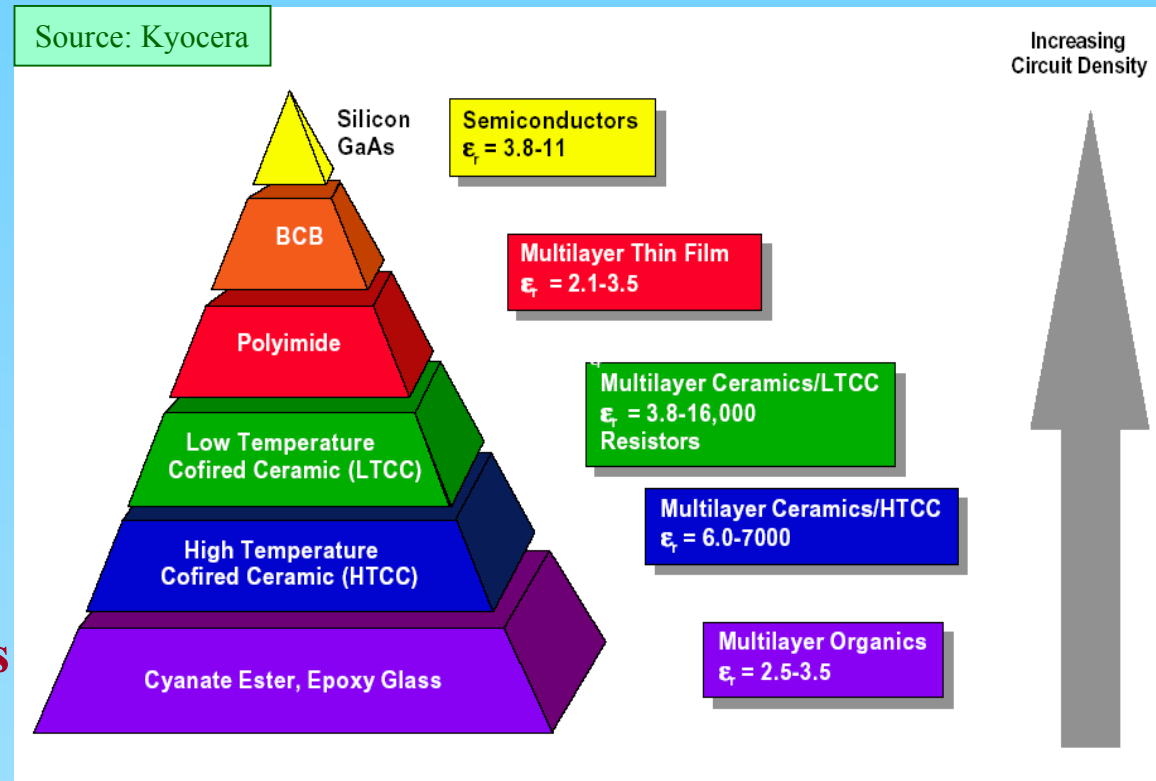 Source: Kyocera
Increasing
Circuit Density
Silicon
GaAs
Semiconductors
εr = 3.8-11
BCB
Multilayer Thin Film
εr = 2.1-3.5
Polyimide
Multilayer Ceramics/LTCC
εr = 3.8-16,000
Resistors
Low Temperature
Cofired Ceramic (LTCC)
Multilayer Ceramics/HTCC
εr = 6.0-7000
High Temperature
Cofired Ceramic (HTCC)
s
Multilayer Organics
εr = 2.5-3.5
Cyanate Ester, Epoxy Glass